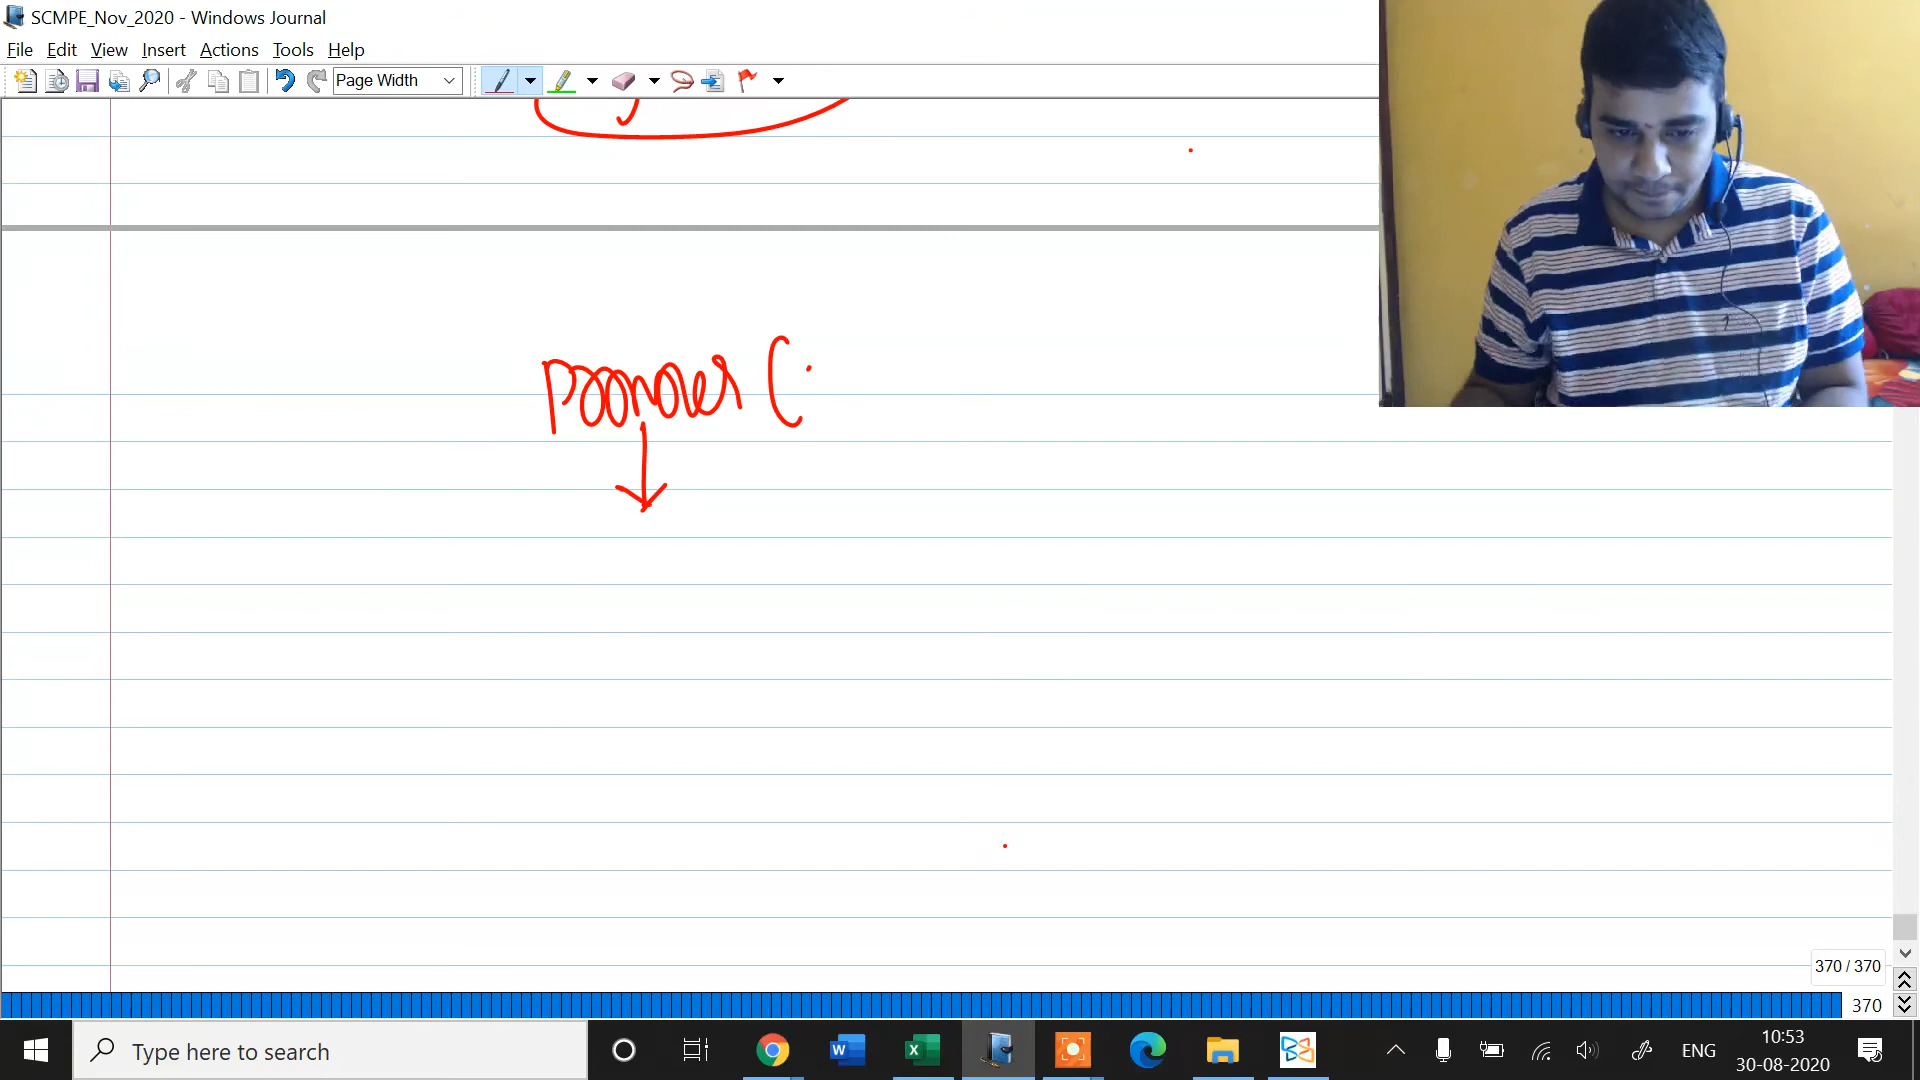 SCMPE_Nov_2020 - Windows Journal
File Edit View Insert Actions Tools Help
Page Width
(
370 / 370
370
Type here to search
ENG
10:53
30-08-2020